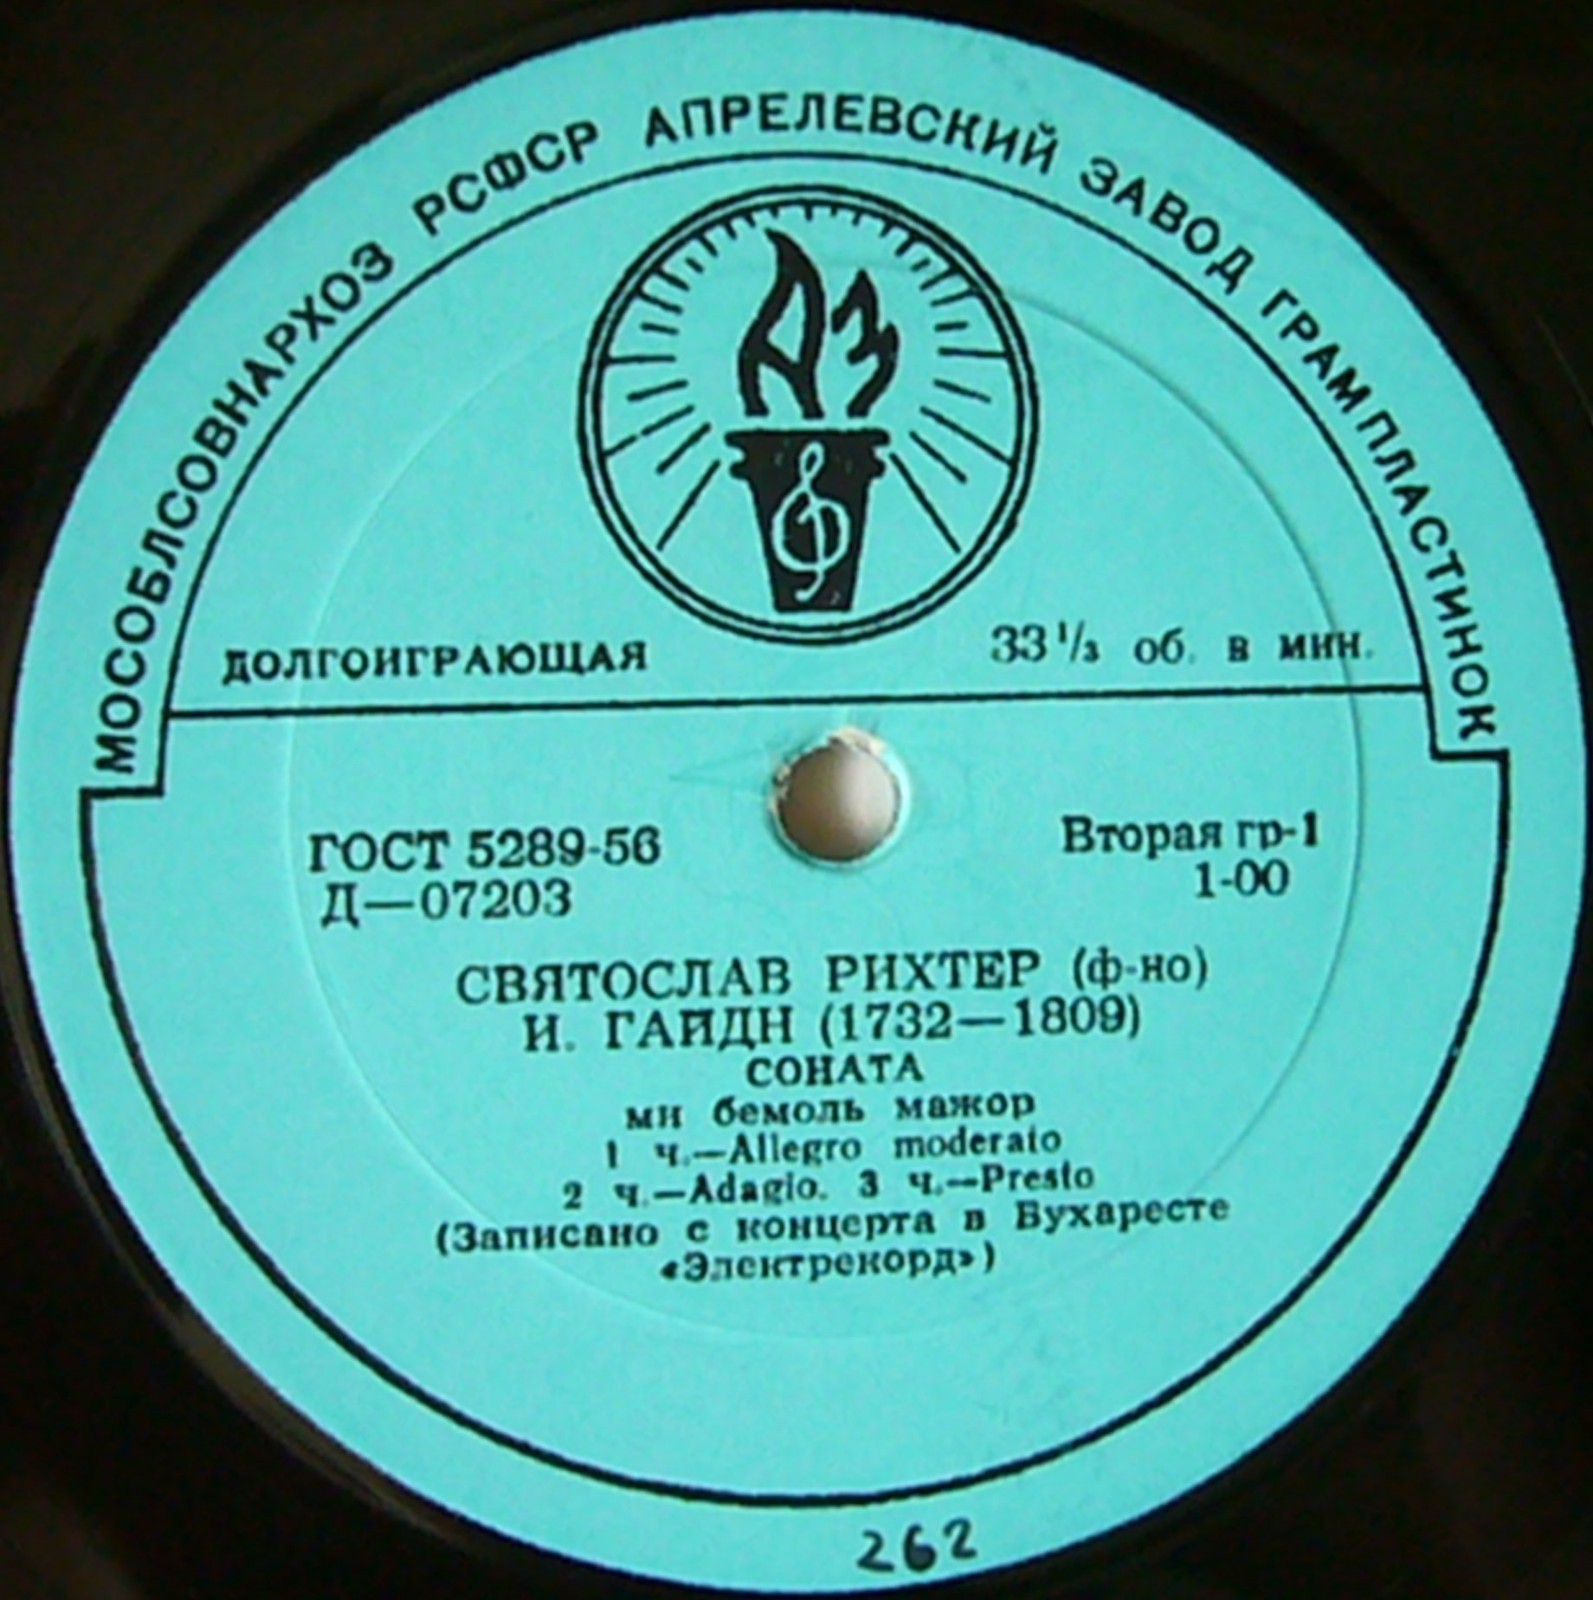 МОСОБЛСОВНАРХОЗ РСФСР АПРЕЛЕВСКИЙ ЗАВОД ГРАМПЛАСТИНОК
АЗ
ДОЛГОИГРАЮЩАЯ 33 1/3 об. в мин.
ГОСТ 5289-56 Вторая гр-1
Д—07203 1-00
СВЯТОСЛАВ РИХТЕР (ф-но)
И. ГАЙДН (1732—1809)
СОНАТА
ми бемоль мажор
1 ч.—Allegro moderato
2 ч.—Adagio. 3 ч.—Presto
(Записано с концерта в Бухаресте
«Электрекорд»)
262